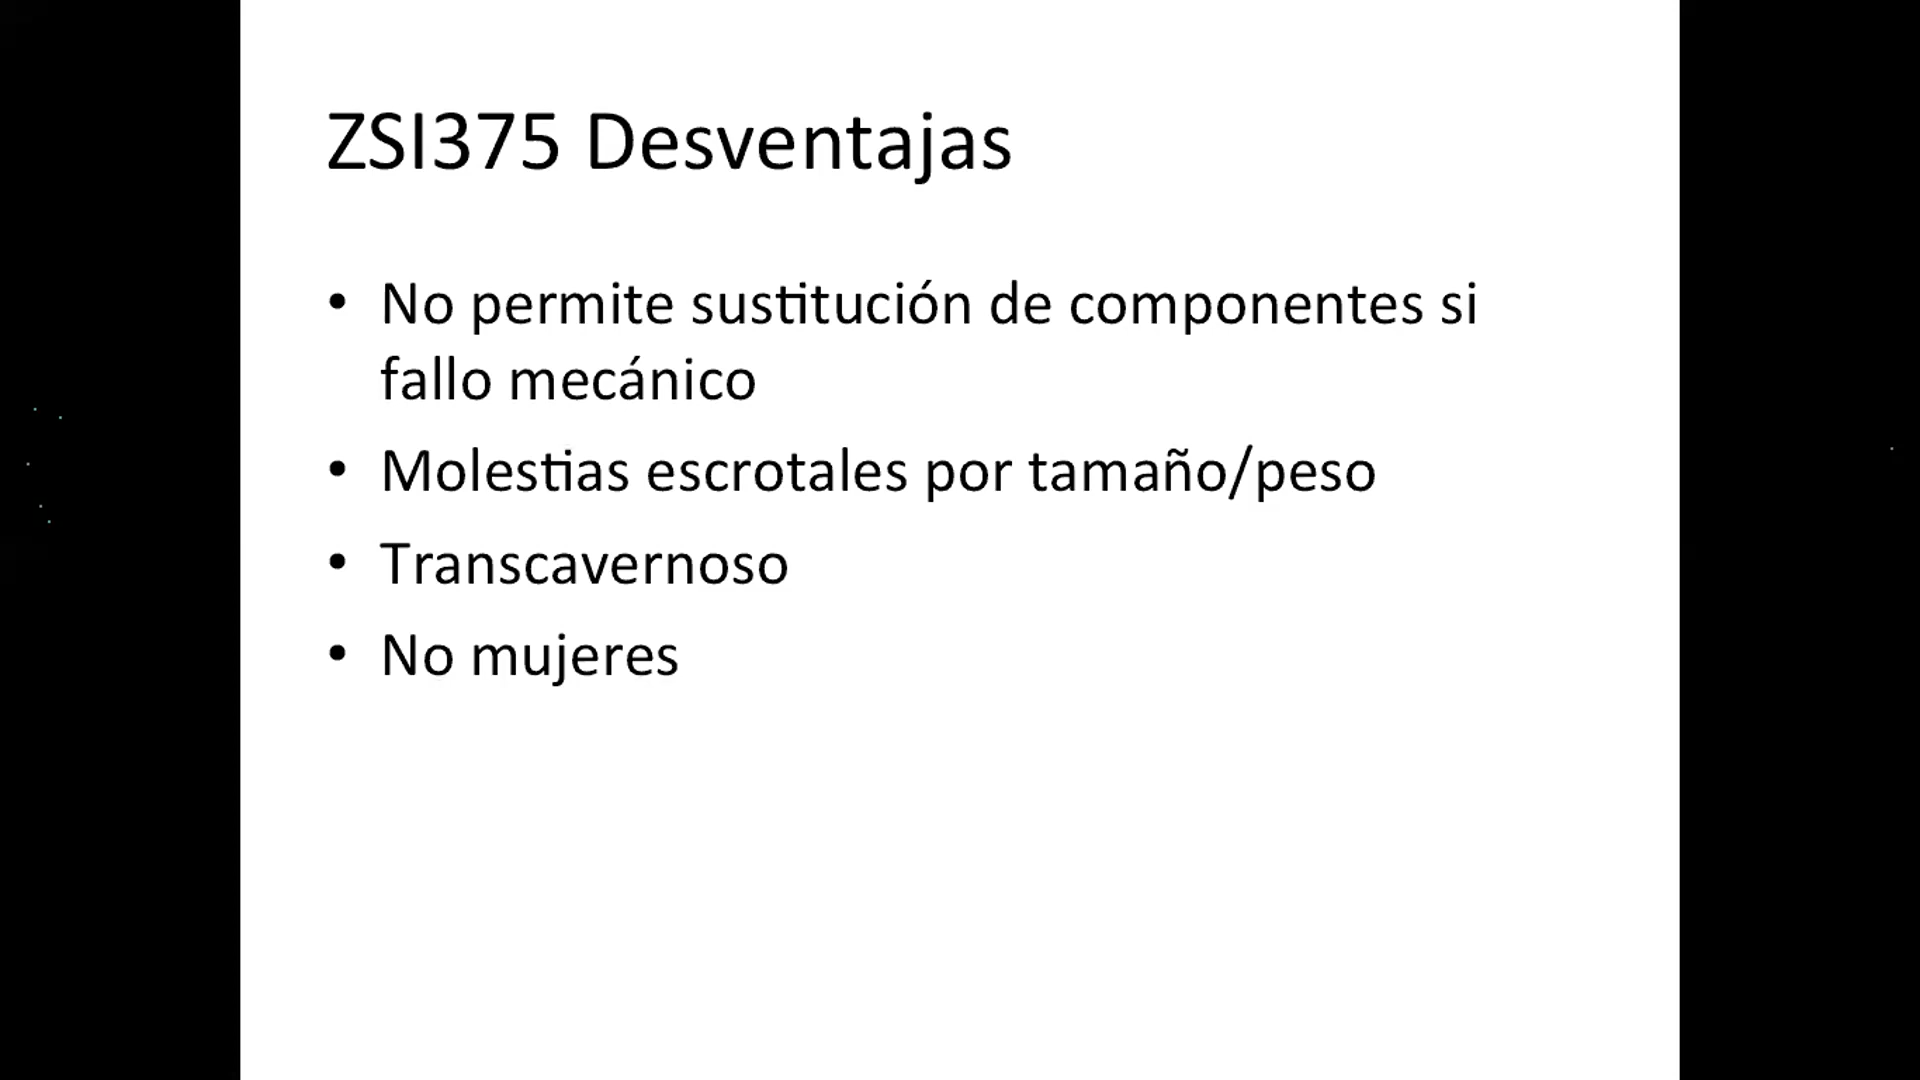 ZSI375 Desventajas
• No permite sustitución de componentes si
fallo mecánico
• Molestias escrotales por tamaño/peso
• Transcavernoso
• No mujeres